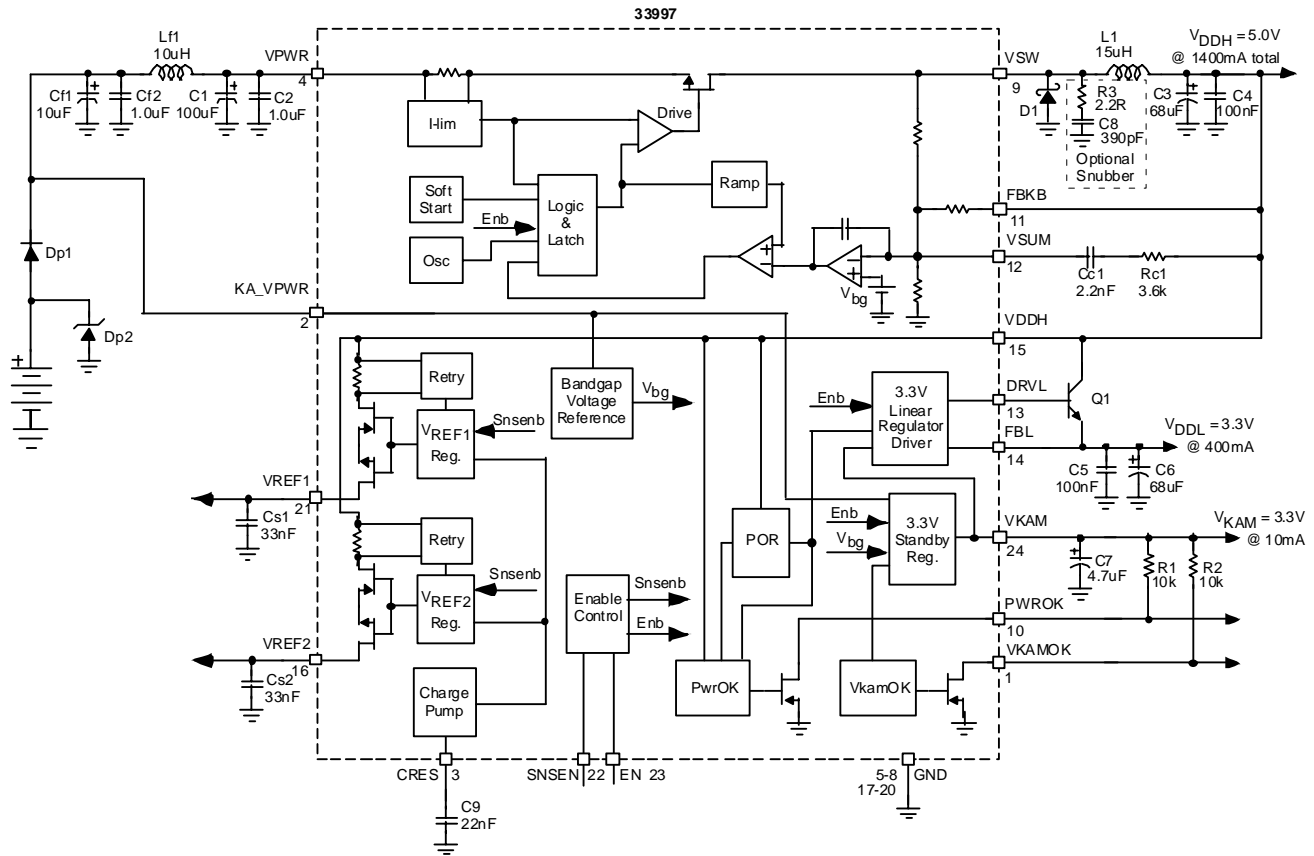 33997
Lf1
10uH
VPWR
4
Cf1
10uF
Cf2
1.0uF
C1
100uF
C2
1.0uF
VSW
9
L1
15uH
VDDH = 5.0V
@ 1400mA total
D1
R3
2.2R
C8
390pF
Optional
Snubber
C3
68uF
C4
100nF
I-lim
Drive
Soft
Start
Enb
Osc
Logic
&
Latch
Ramp
+
−
−
+
Vbg
FBKB
11
VSUM
12
Cc1
2.2nF
Rc1
3.6k
Dp1
Dp2
+
KA_VPWR
2
VDDH
15
Retry
VREF1
Reg.
Snsenb
Bandgap
Voltage
Reference
Vbg
Enb
3.3V
Linear
Regulator
Driver
DRVL
13
Q1
FBL
14
VDDL = 3.3V
@ 400mA
C5
100nF
C6
68uF
VREF1
21
Cs1
33nF
Retry
VREF2
Reg.
Snsenb
POR
Enb
Vbg
3.3V
Standby
Reg.
VKAM
24
VKAM = 3.3V
@ 10mA
C7
4.7uF
R1
10k
R2
10k
Enable
Control
Snsenb
Enb
PWROK
10
VKAMOK
1
VREF2
16
Cs2
33nF
Charge
Pump
PwrOK
VkamOK
CRES
3
SNSEN
22
EN
23
5-8
17-20
GND
C9
22nF